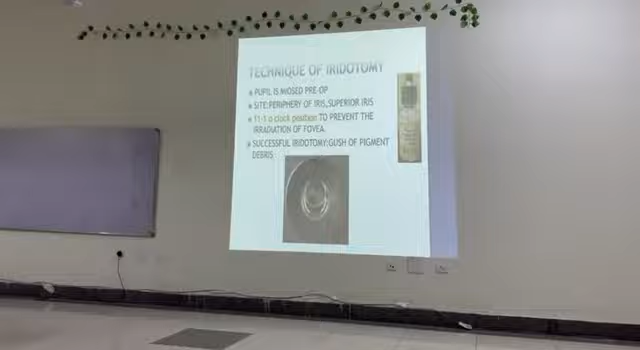 TECHNIQUE OF IRIDOTOMY
PUPIL IS MIOSED PRE-OP
SITE:PERIPHERY OF IRIS,SUPERIOR IRIS
11-1 o clock position TO PREVENT THE
IRRADIATION OF FOVEA.
SUCCESSFUL IRIDOTOMY:GUSH OF PIGMENT
DEBRIS